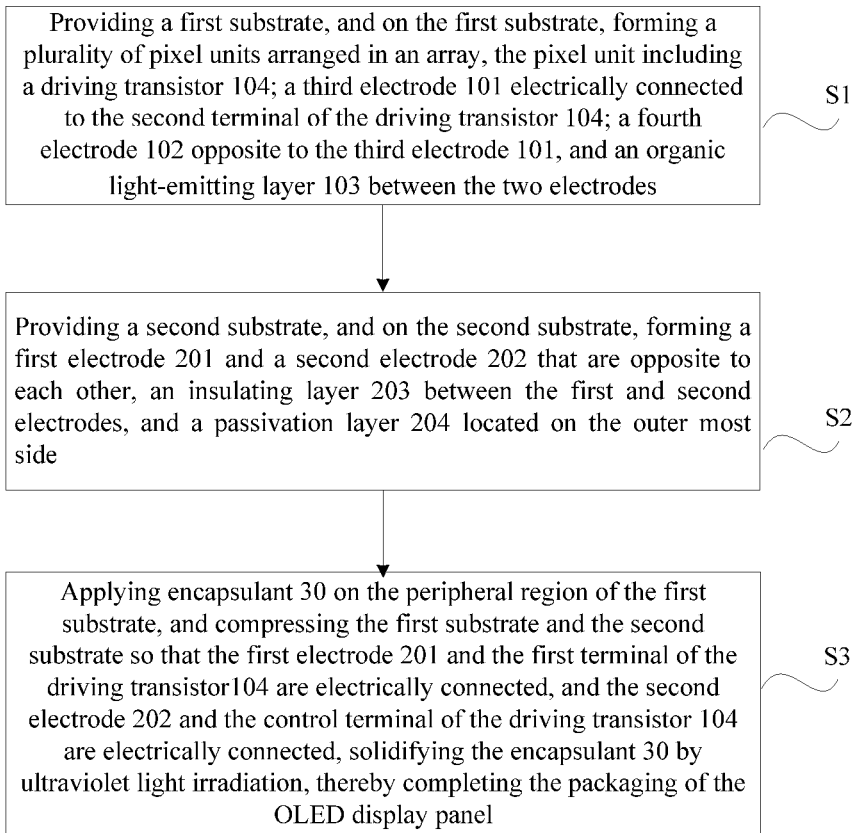 Providing a first substrate, and on the first substrate, forming a
plurality of pixel units arranged in an array, the pixel unit including
a driving transistor 104; a third electrode 101 electrically connected
to the second terminal of the driving transistor 104; a fourth
electrode 102 opposite to the third electrode 101, and an organic
light-emitting layer 103 between the two electrodes
S1
Providing a second substrate, and on the second substrate, forming a
first electrode 201 and a second electrode 202 that are opposite to
each other, an insulating layer 203 between the first and second
electrodes, and a passivation layer 204 located on the outer most
side
S2
Applying encapsulant 30 on the peripheral region of the first
substrate, and compressing the first substrate and the second
substrate so that the first electrode 201 and the first terminal of the
driving transistor104 are electrically connected, and the second
electrode 202 and the control terminal of the driving transistor 104
are electrically connected, solidifying the encapsulant 30 by
ultraviolet light irradiation, thereby completing the packaging of the
OLED display panel
S3